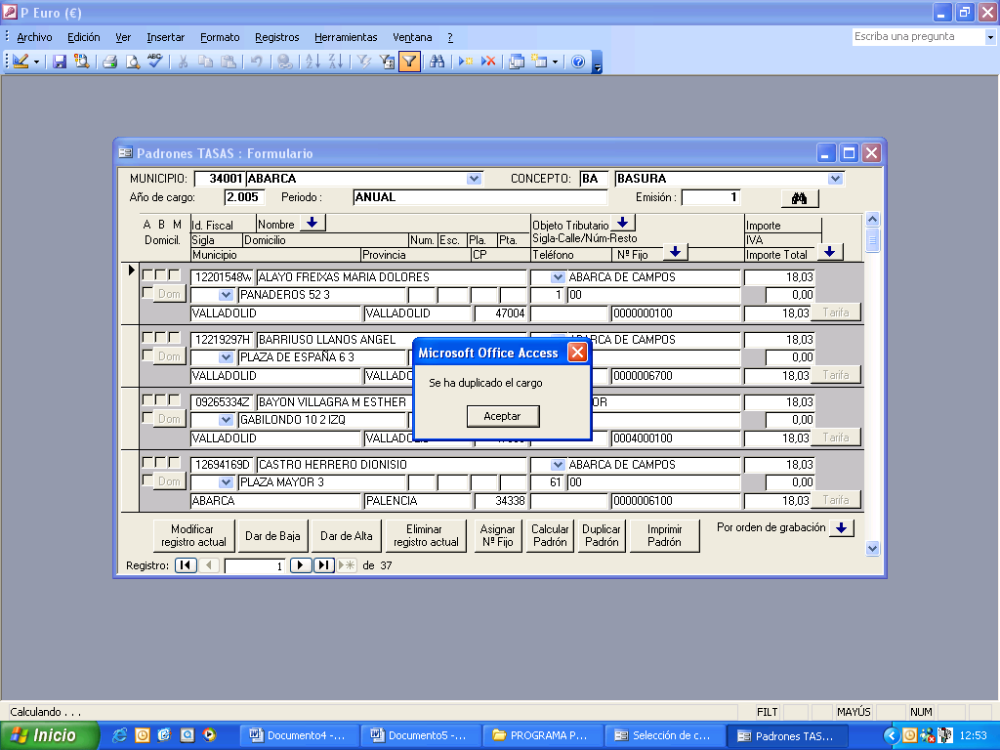 P Euro (€)
Archivo Edición Ver Insertar Formato Registros Herramientas Ventana ? Escriba una pregunta
Padrones TASAS : Formulario
MUNICIPIO: 34001 ABARCA CONCEPTO: BA BASURA
Año de cargo: 2.005 Periodo : ANUAL Emisión : 1
A B M Id. Fiscal Nombre Objeto Tributario Importe
Domicil. Sigla Domicilio Num. Esc. Pla. Pta. Sigla-Calle/Núm-Resto IVA
Municipio Provincia CP Teléfono Nº Fijo Importe Total
12201548W ALAYO FREIXAS MARIA DOLORES ABARCA DE CAMPOS 18,03
Dom PANADEROS 52 3 1 00 0,00
VALLADOLID VALLADOLID 47004 0000000100 18,03 Tarifa
12219297H BARRIUSO LLANOS ANGEL ABARCA DE CAMPOS 18,03
Dom PLAZA DE ESPAÑA 6 3 0,00
VALLADOLID 0000006700 18,03 Tarifa
09265334Z BAYON VILLAGRA M ESTHER 18,03
Dom GABILONDO 10 2 IZQ 0,00
VALLADOLID 0004000100 18,03 Tarifa
12694169D CASTRO HERRERO DIONISIO ABARCA DE CAMPOS 18,03
Dom PLAZA MAYOR 3 61 00 0,00
ABARCA PALENCIA 34338 0000006100 18,03 Tarifa
Microsoft Office Access
Se ha duplicado el cargo
Aceptar
Modificar registro actual Dar de Baja Dar de Alta Eliminar registro actual Asignar Nº Fijo Calcular Padrón Duplicar Padrón Imprimir Padrón Por orden de grabación
Registro: 1 de 37
Calculando . . . FILT MAYÚS NUM
Inicio Documento4 -... Documento5 -... PROGRAMA P... Selección de c... Padrones TAS... 12:53